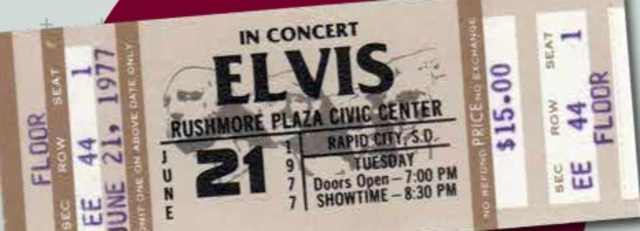 FLOOR
SEC ROW SEAT
EE 44 1
JUNE 21, 1977
ADMIT ONE ON ABOVE DATE ONLY
IN CONCERT
ELVIS
RUSHMORE PLAZA CIVIC CENTER
JUNE
21
1977
RAPID CITY, S.D.
TUESDAY
Doors Open – 7:00 PM
SHOWTIME – 8:30 PM
NO REFUND PRICE NO EXCHANGE
$15.00
SEC ROW SEAT
EE 44 1
FLOOR